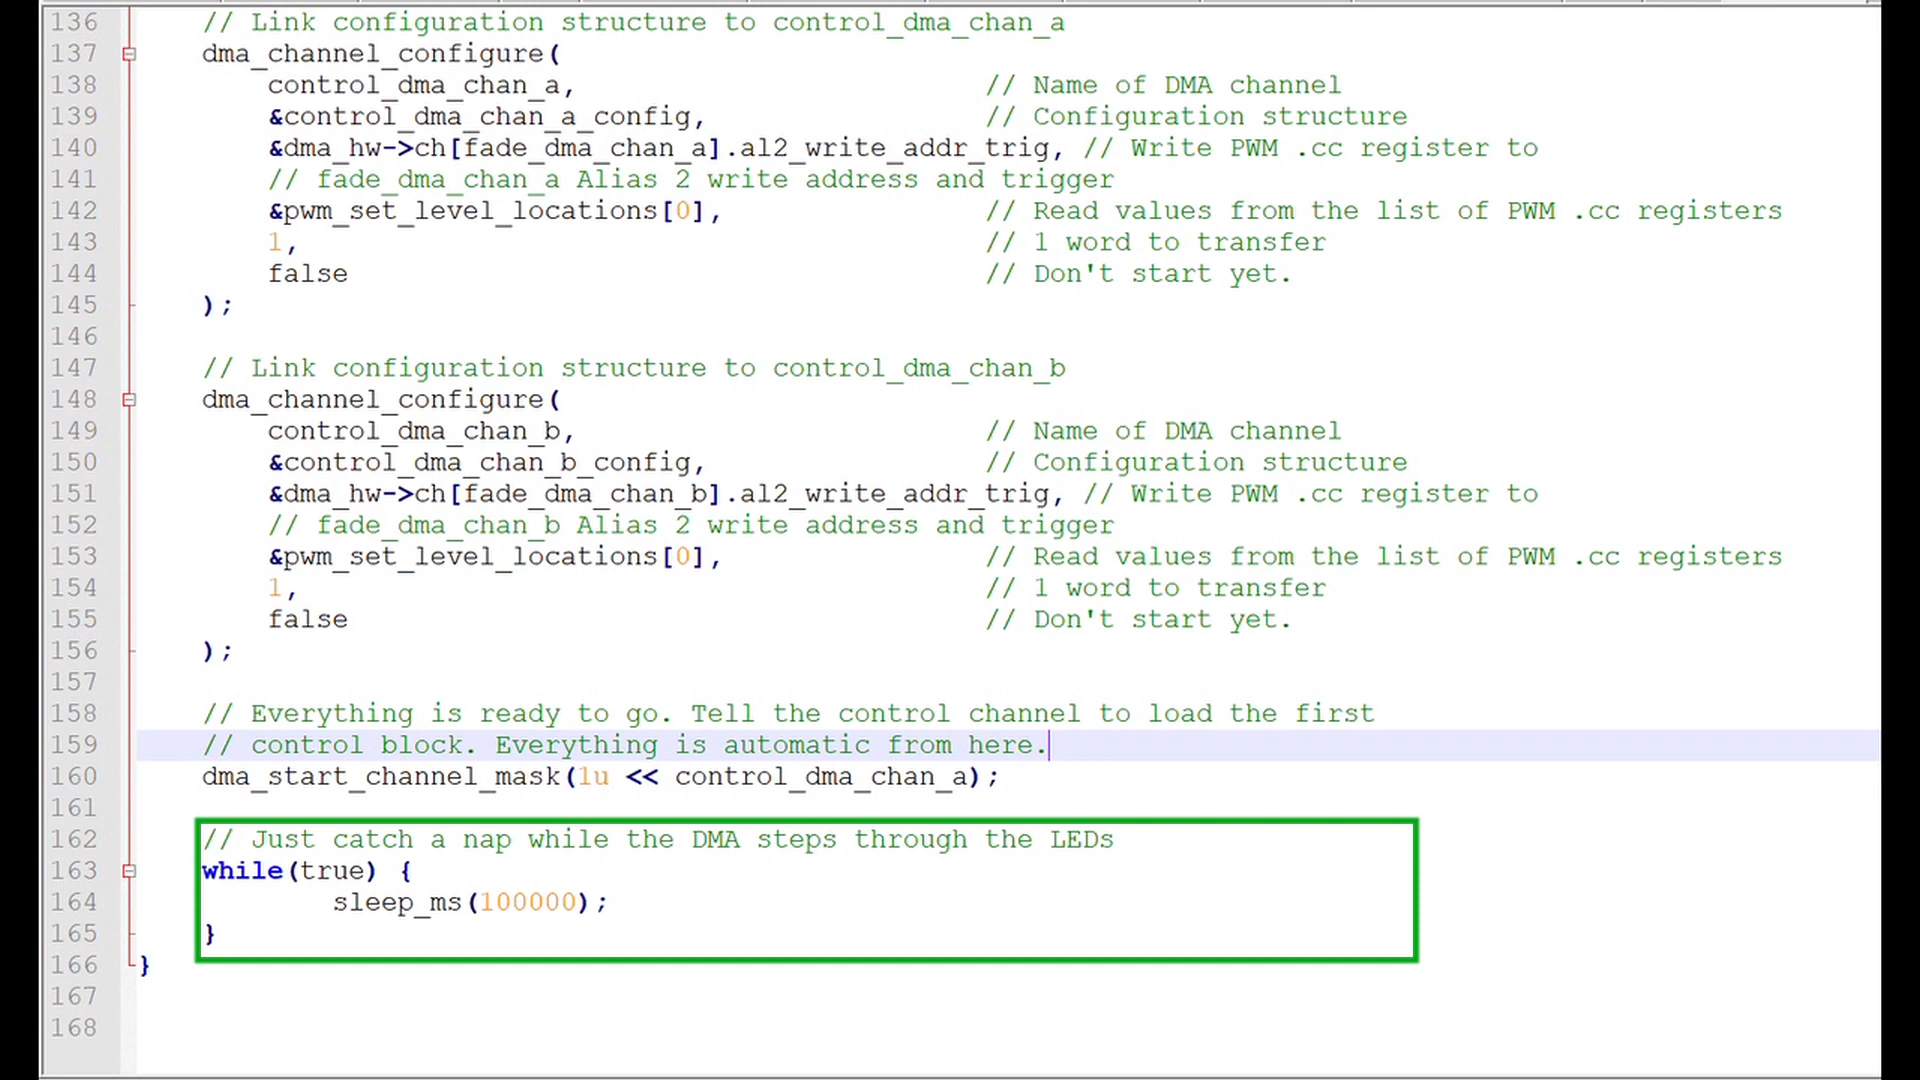 136 // Link configuration structure to control_dma_chan_a
137 dma_channel_configure(
138 control_dma_chan_a, // Name of DMA channel
139 &control_dma_chan_a_config, // Configuration structure
140 &dma_hw->ch[fade_dma_chan_a].al2_write_addr_trig, // Write PWM .cc register to
141 // fade_dma_chan_a Alias 2 write address and trigger
142 &pwm_set_level_locations[0], // Read values from the list of PWM .cc registers
143 1, // 1 word to transfer
144 false // Don't start yet.
145 );
146
147 // Link configuration structure to control_dma_chan_b
148 dma_channel_configure(
149 control_dma_chan_b, // Name of DMA channel
150 &control_dma_chan_b_config, // Configuration structure
151 &dma_hw->ch[fade_dma_chan_b].al2_write_addr_trig, // Write PWM .cc register to
152 // fade_dma_chan_b Alias 2 write address and trigger
153 &pwm_set_level_locations[0], // Read values from the list of PWM .cc registers
154 1, // 1 word to transfer
155 false // Don't start yet.
156 );
157
158 // Everything is ready to go. Tell the control channel to load the first
159 // control block. Everything is automatic from here.
160 dma_start_channel_mask(1u << control_dma_chan_a);
161
162 // Just catch a nap while the DMA steps through the LEDs
163 while(true) {
164 sleep_ms(100000);
165 }
166 }
167
168